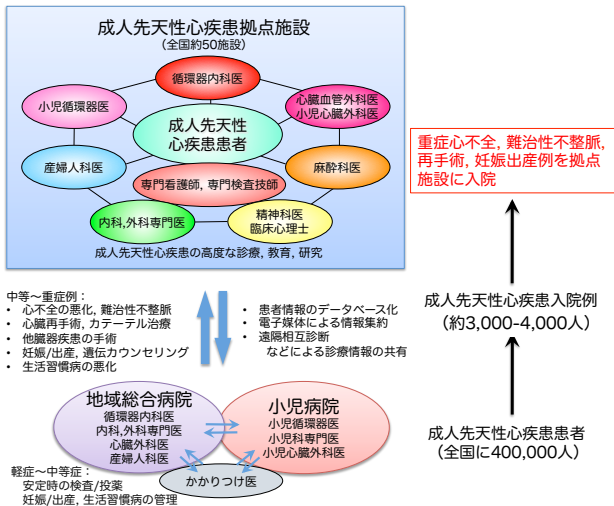 成人先天性心疾患拠点施設
(全国約50施設)
循環器内科医
小児循環器医
心臓血管外科医
小児心臓外科医
成人先天性
心疾患患者
産婦人科医
麻酔科医
専門看護師, 専門検査技師
内科,外科専門医
精神科医
臨床心理士
成人先天性心疾患の高度な診療, 教育, 研究
中等～重症例：
• 心不全の悪化, 難治性不整脈
• 心臓再手術, カテーテル治療
• 他臓器疾患の手術
• 妊娠/出産, 遺伝カウンセリング
• 生活習慣病の悪化
• 患者情報のデータベース化
• 電子媒体による情報集約
• 遠隔相互診断
などによる診療情報の共有
地域総合病院
循環器内科医
内科,外科専門医
心臓外科医
産婦人科医
小児病院
小児循環器医
小児科専門医
小児心臓外科医
かかりつけ医
軽症～中等症：
安定時の検査/投薬
妊娠/出産, 生活習慣病の管理
重症心不全, 難治性不整脈,
再手術, 妊娠出産例を拠点
施設に入院
成人先天性心疾患入院例
（約3,000-4,000人）
成人先天性心疾患患者
（全国に400,000人）